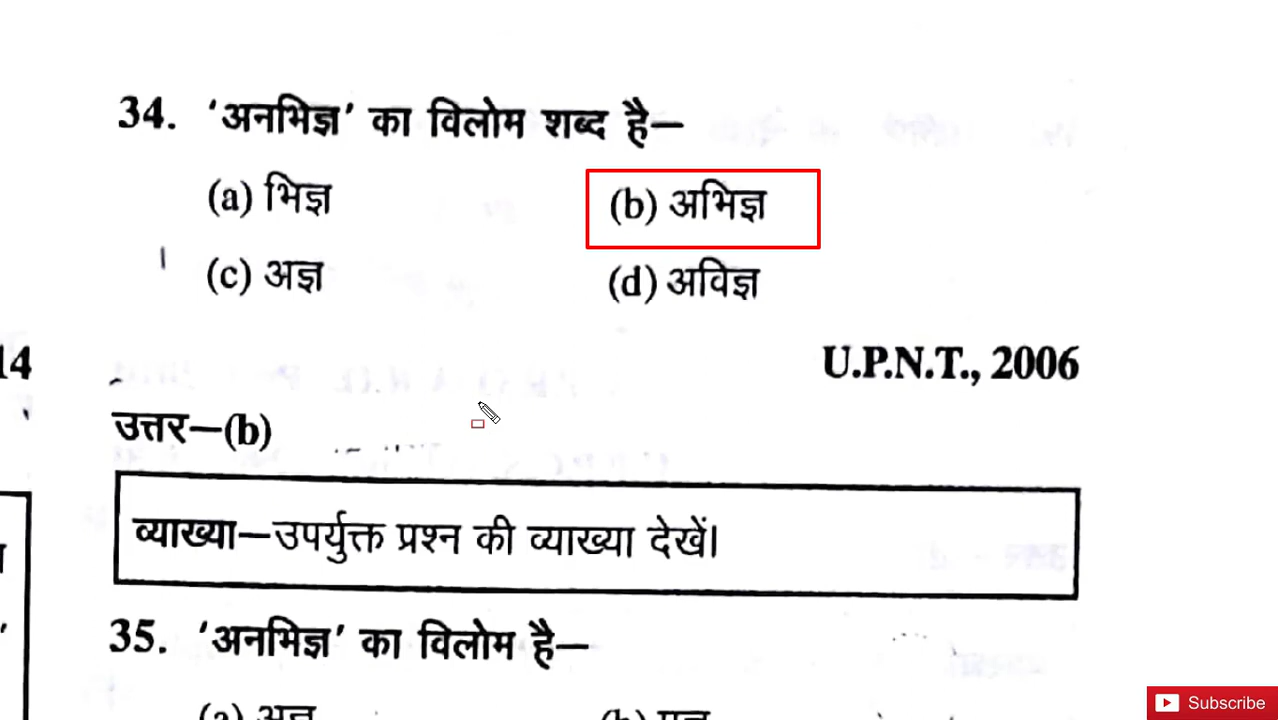 34. 'अनभिज्ञ' का विलोम शब्द है—
(a) भिज्ञ (b) अभिज्ञ
(c) अज्ञ (d) अविज्ञ
14 U.P.N.T., 2006
उत्तर—(b)
व्याख्या—उपर्युक्त प्रश्न की व्याख्या देखें।
35. 'अनभिज्ञ' का विलोम है—
Subscribe